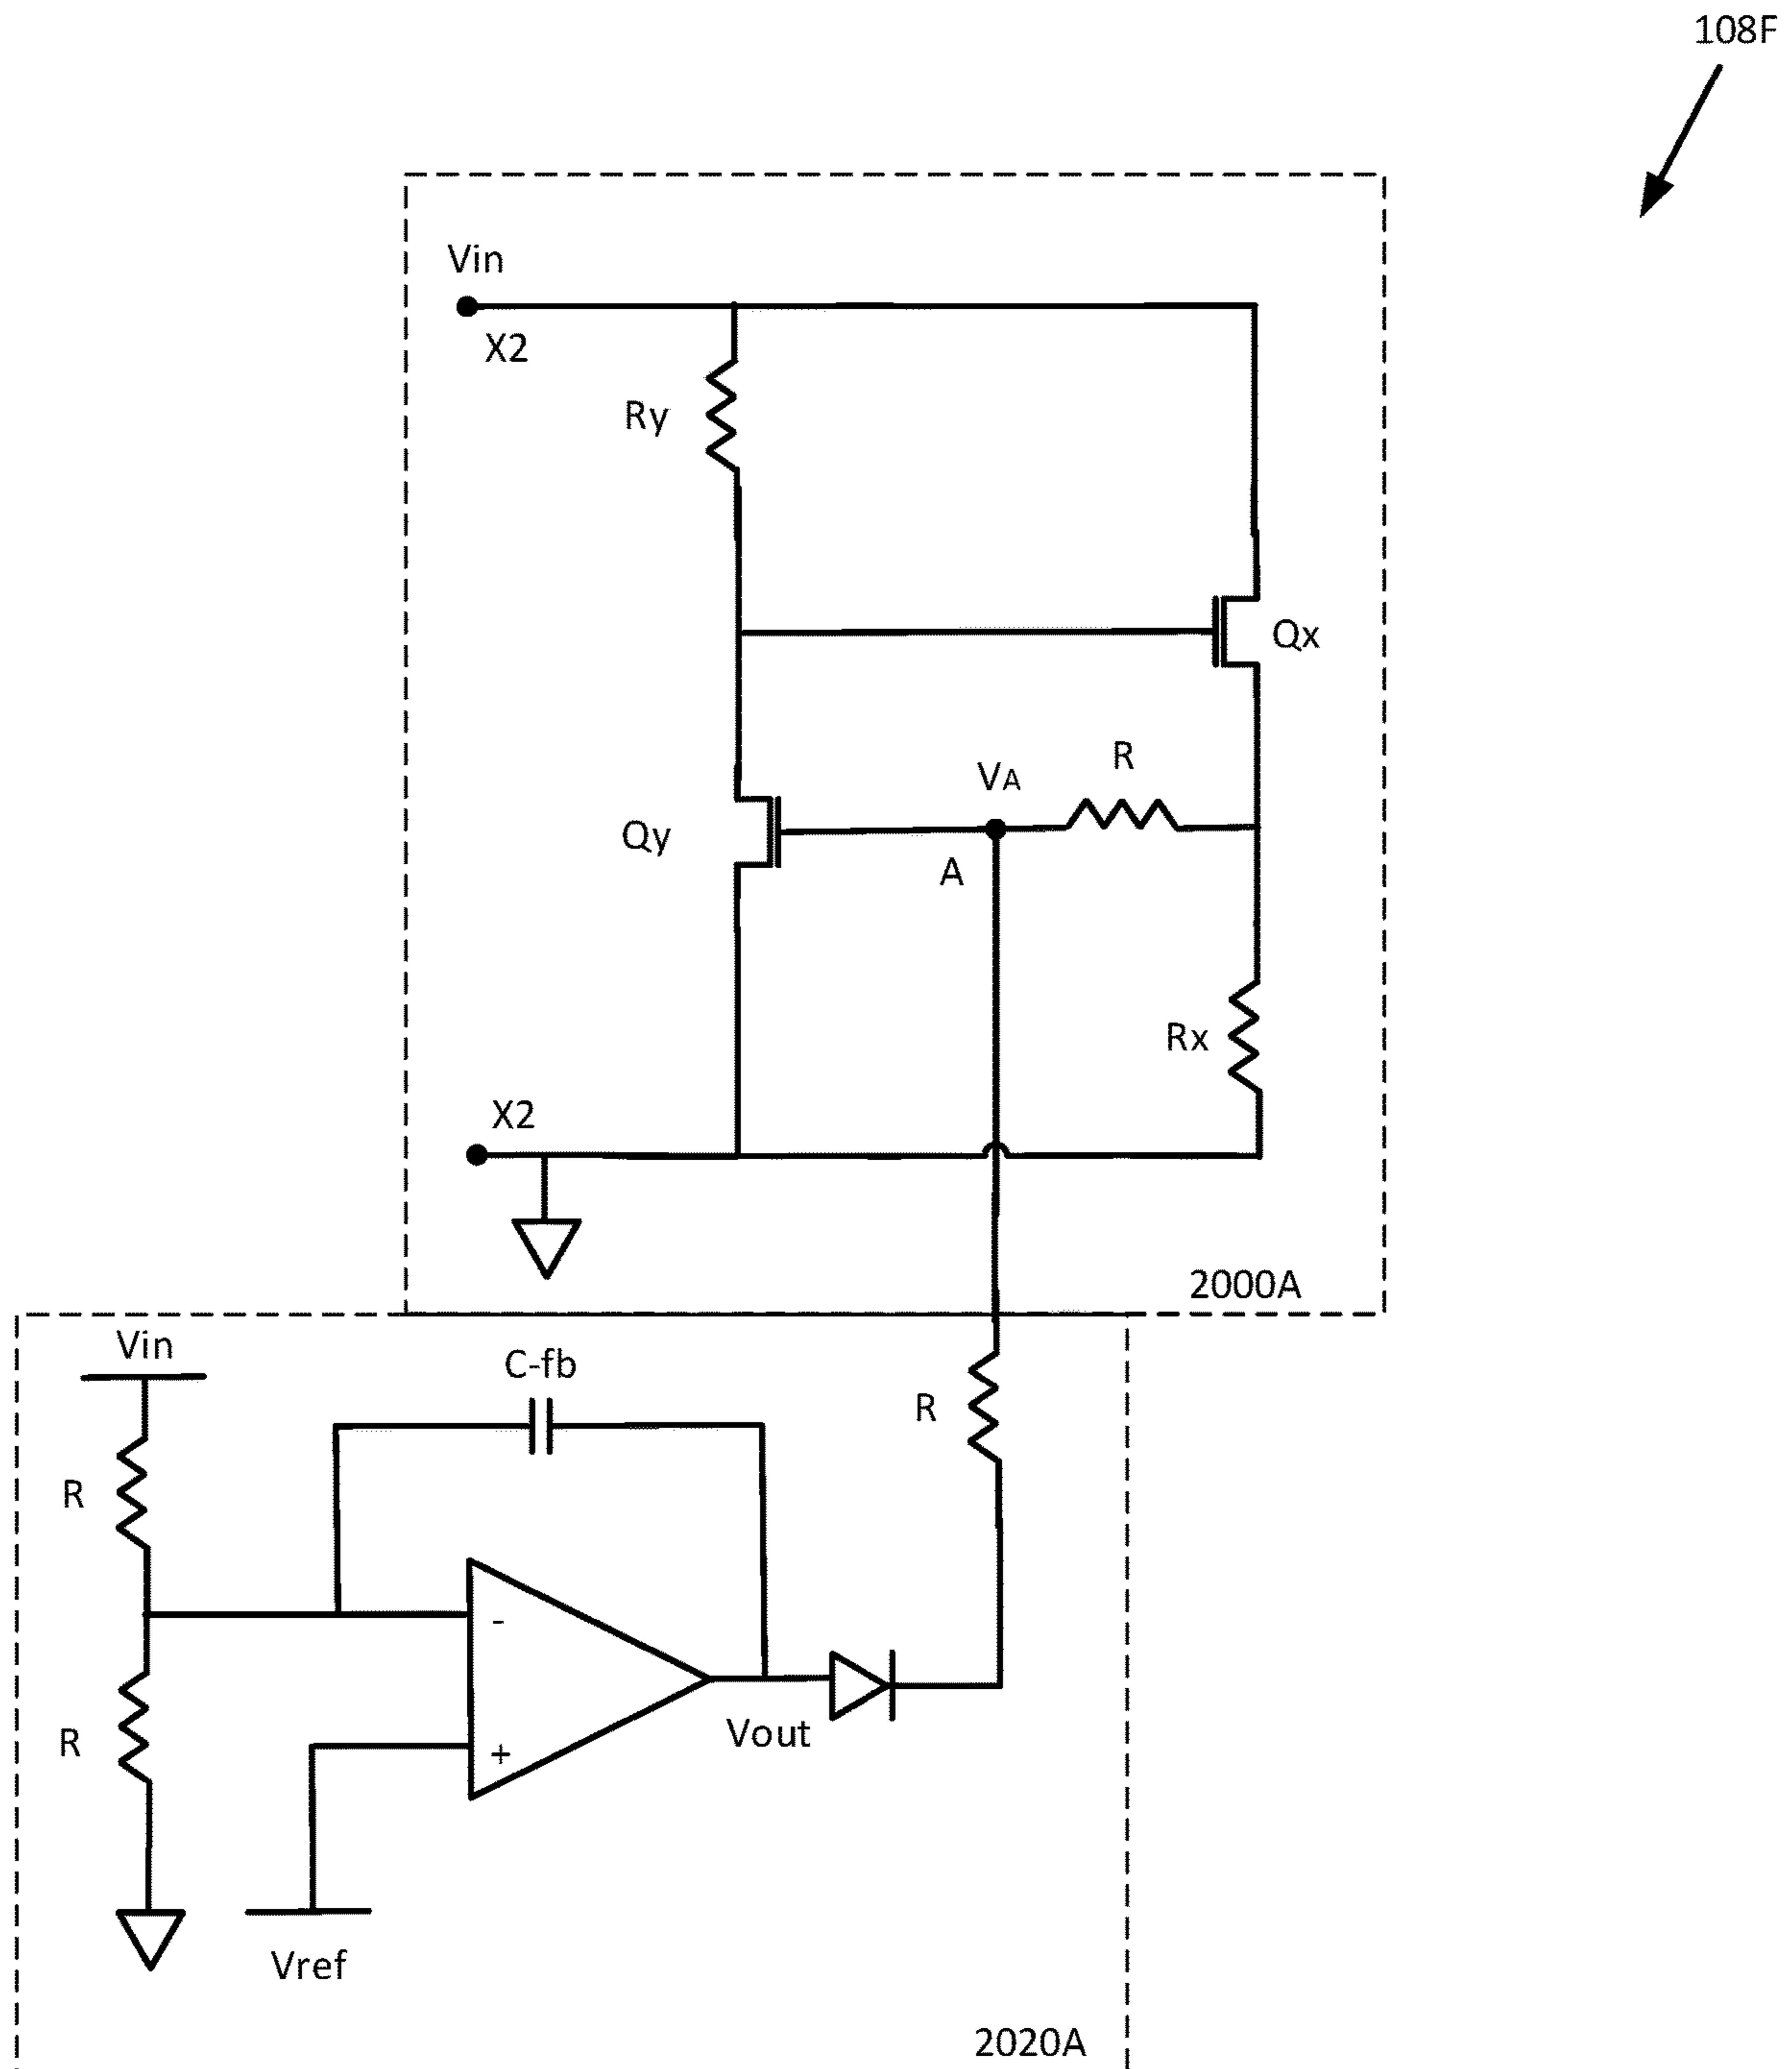 108F
Vin
X2
Ry
Qx
R
VA
Qy
A
Rx
X2
2000A
Vin
C-fb
R
R
-
+
Vout
R
Vref
2020A